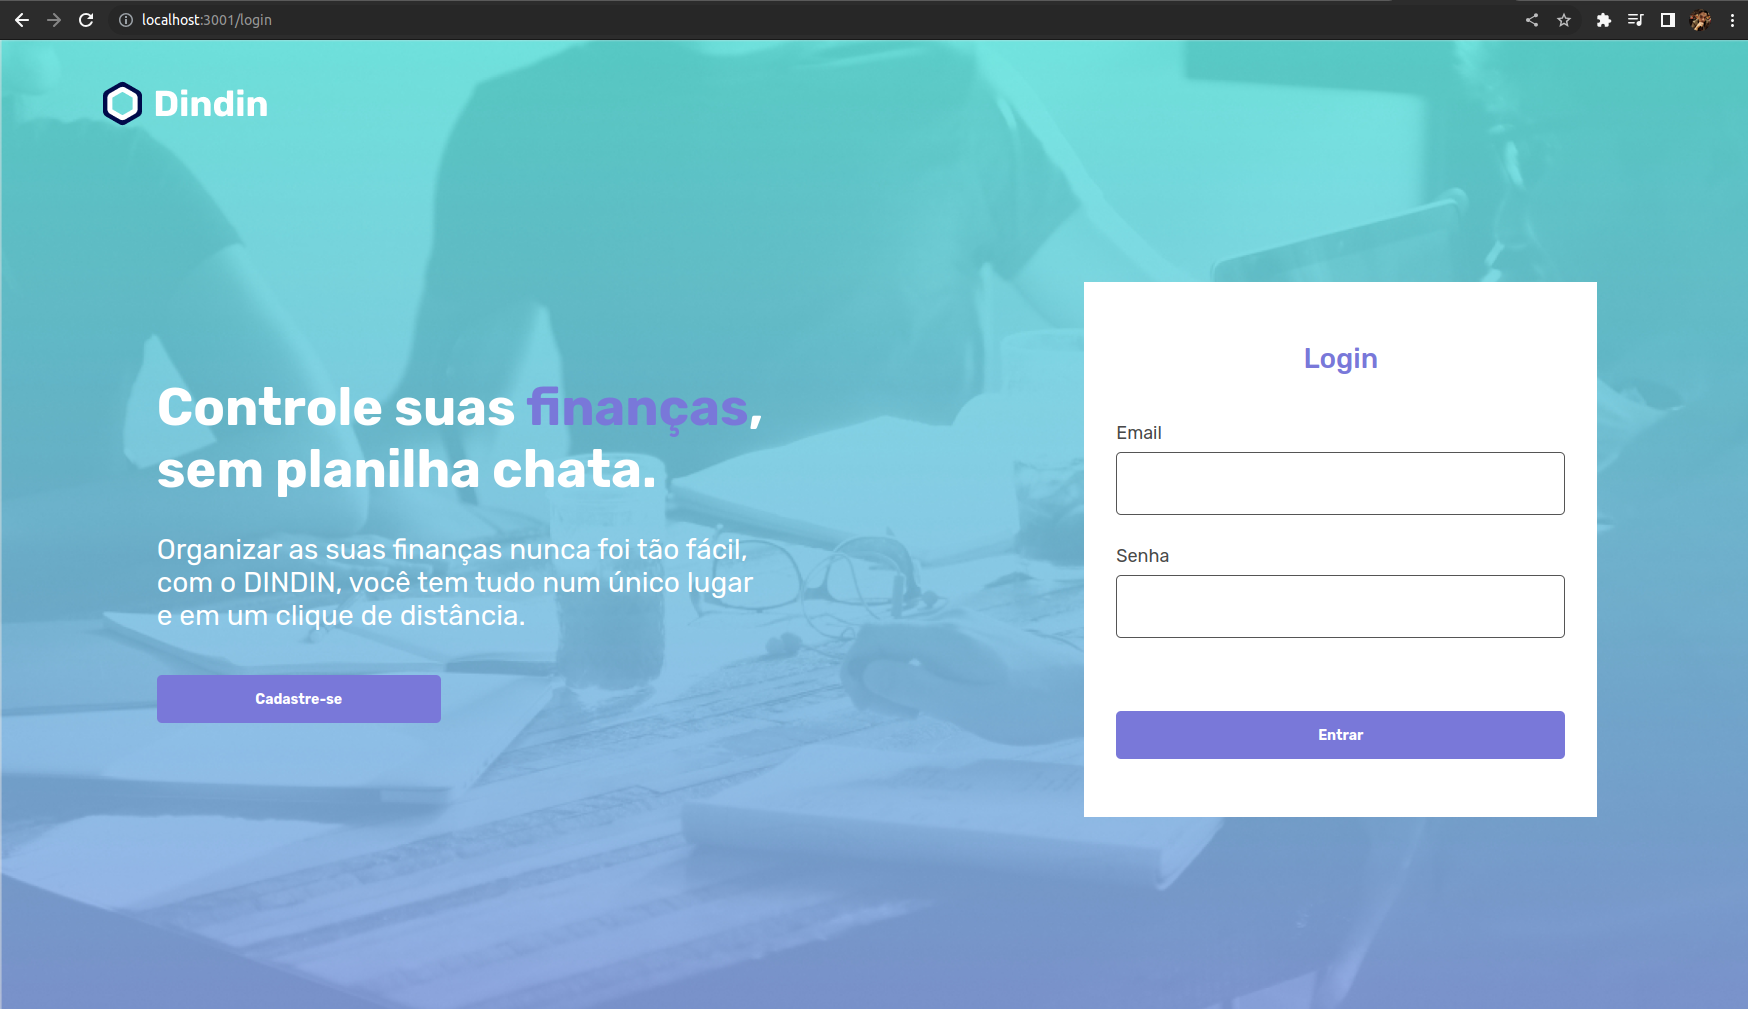 localhost:3001/login
Dindin
Controle suas finanças,
sem planilha chata.
Organizar as suas finanças nunca foi tão fácil,
com o DINDIN, você tem tudo num único lugar
e em um clique de distância.
Cadastre-se
Login
Email
Senha
Entrar